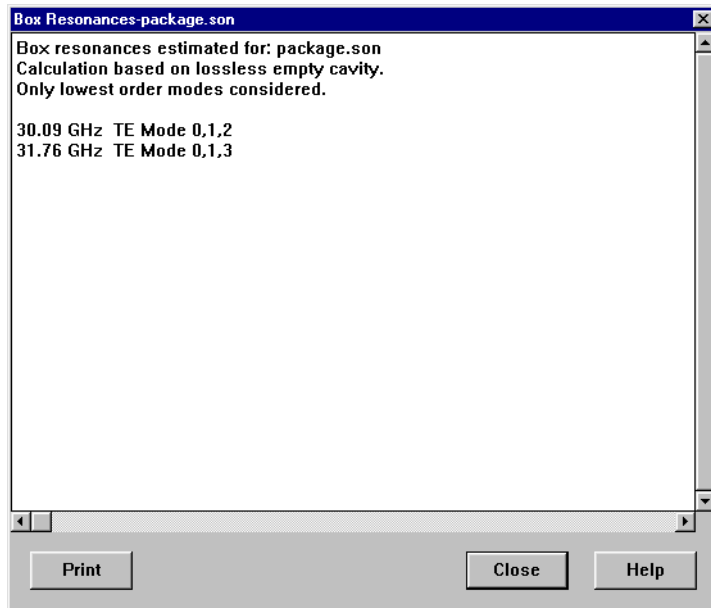 Box Resonances-package.son
Box resonances estimated for: package.son
Calculation based on lossless empty cavity.
Only lowest order modes considered.
30.09 GHz  TE Mode 0,1,2
31.76 GHz  TE Mode 0,1,3
Print
Close
Help